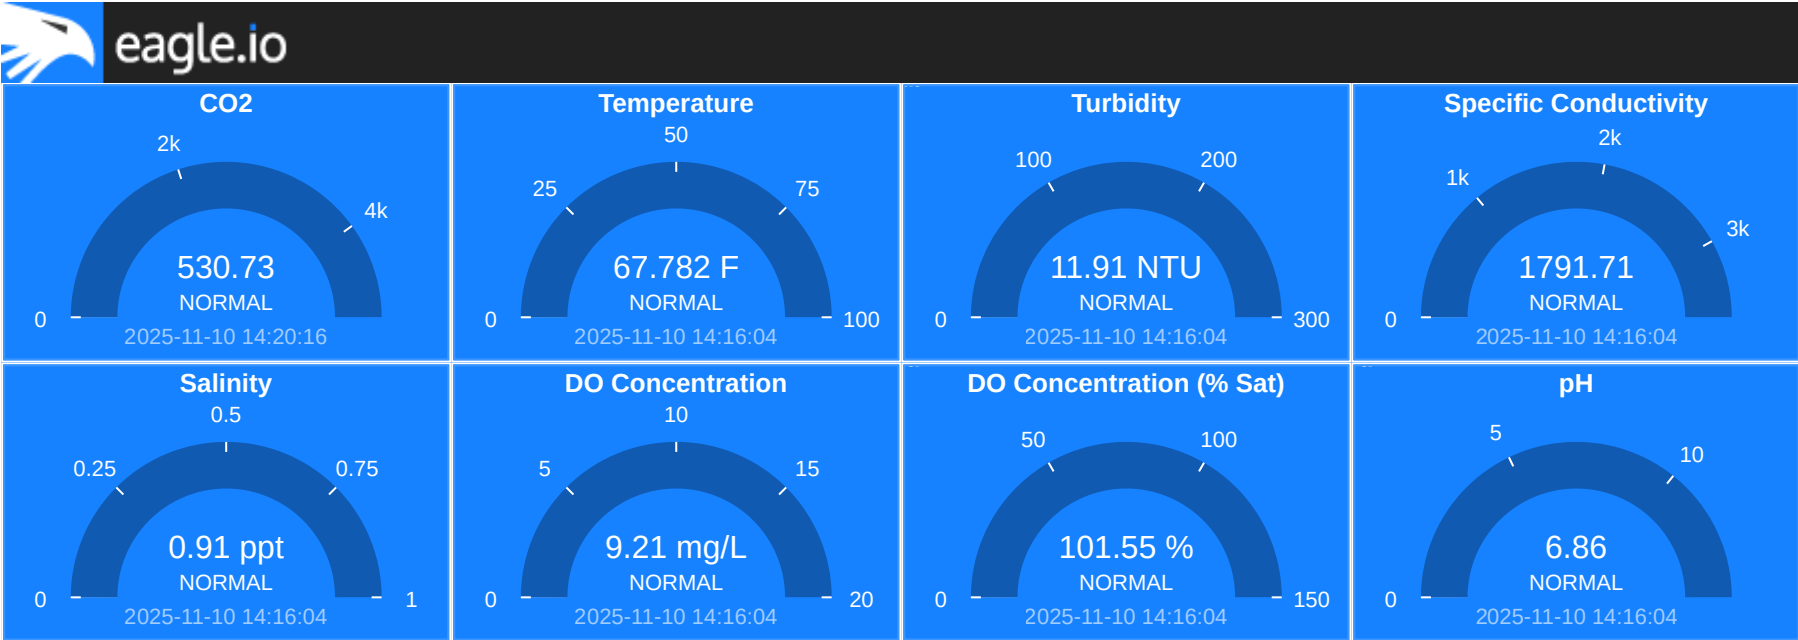 eagle.io
CO2
2k
4k
530.73
NORMAL
0
2025-11-10 14:20:16
Temperature
50
25
75
67.782 F
NORMAL
0
100
2025-11-10 14:16:04
Turbidity
100
200
11.91 NTU
NORMAL
0
300
2025-11-10 14:16:04
Specific Conductivity
2k
1k
3k
1791.71
NORMAL
0
2025-11-10 14:16:04
Salinity
0.5
0.25
0.75
0.91 ppt
NORMAL
0
1
2025-11-10 14:16:04
DO Concentration
10
5
15
9.21 mg/L
NORMAL
0
20
2025-11-10 14:16:04
DO Concentration (% Sat)
50
100
101.55 %
NORMAL
0
150
2025-11-10 14:16:04
pH
5
10
6.86
NORMAL
0
2025-11-10 14:16:04